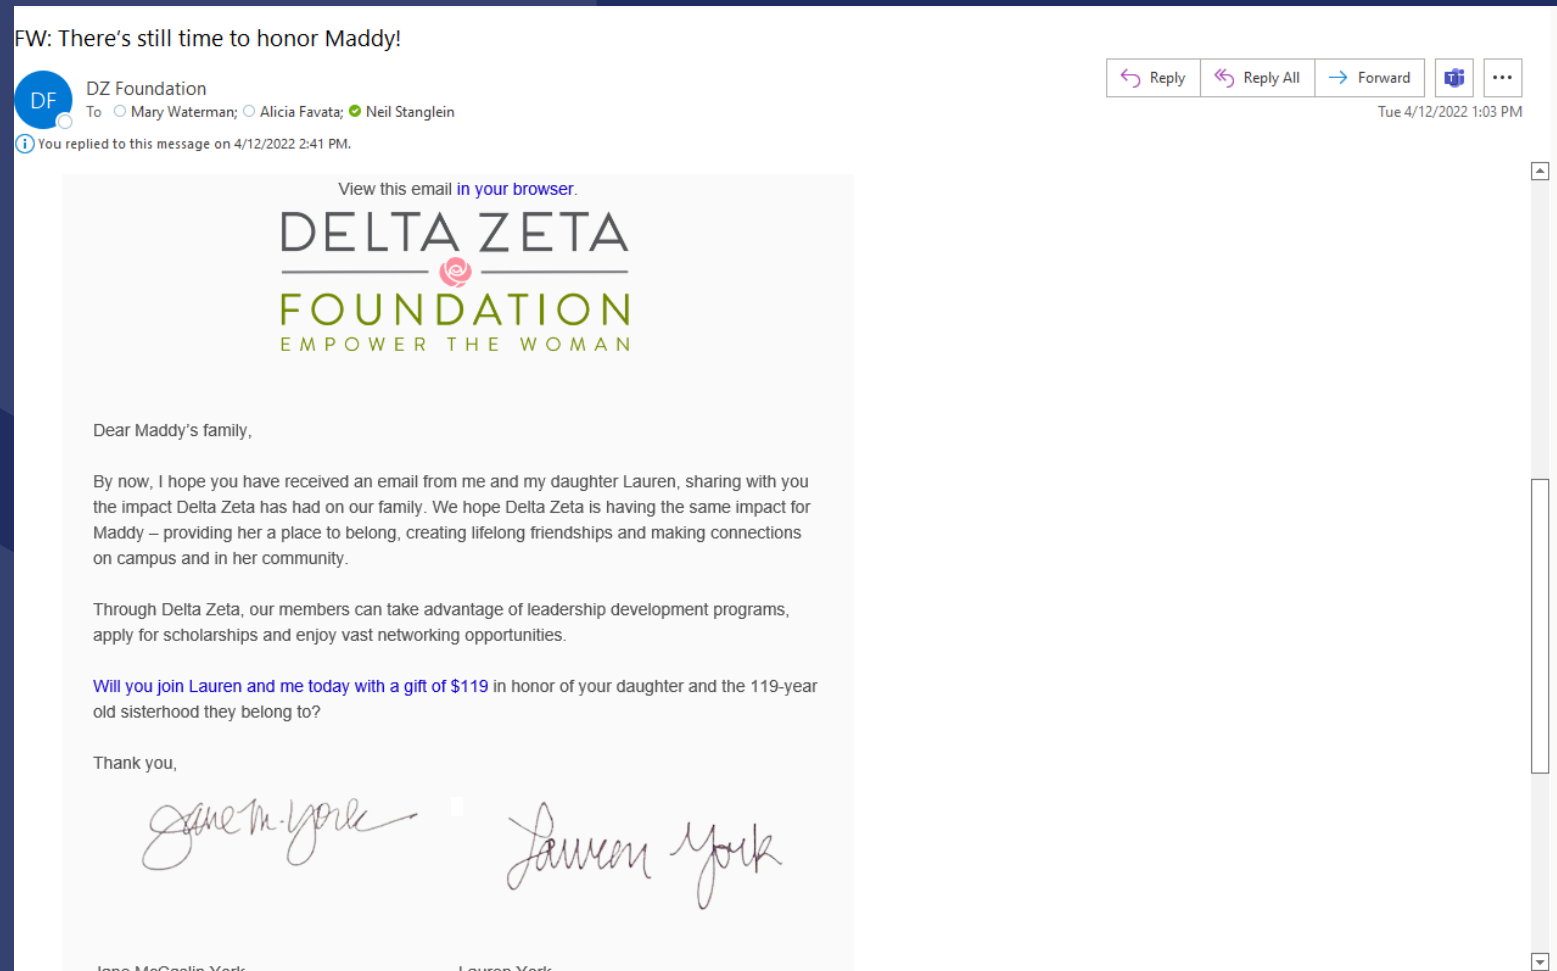 FW: There's still time to honor Maddy!
DF
DZ Foundation
To Mary Waterman; Alicia Favata; Neil Stanglein
You replied to this message on 4/12/2022 2:41 PM.
Reply
Reply All
Forward
Tue 4/12/2022 1:03 PM
View this email in your browser.
DELTA ZETA
FOUNDATION
EMPOWER THE WOMAN
Dear Maddy's family,
By now, I hope you have received an email from me and my daughter Lauren, sharing with you
the impact Delta Zeta has had on our family. We hope Delta Zeta is having the same impact for
Maddy – providing her a place to belong, creating lifelong friendships and making connections
on campus and in her community.
Through Delta Zeta, our members can take advantage of leadership development programs,
apply for scholarships and enjoy vast networking opportunities.
Will you join Lauren and me today with a gift of $119 in honor of your daughter and the 119-year
old sisterhood they belong to?
Thank you,
Jane M. York
Lauren York
Jane York
Lauren York